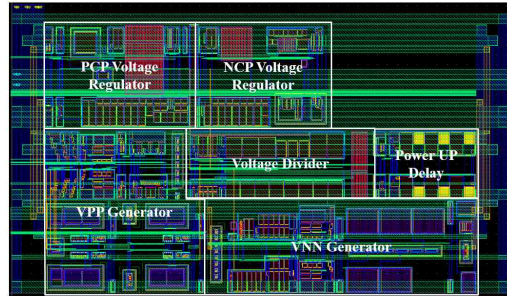 PCP Voltage
Regulator
NCP Voltage
Regulator
Voltage Divider
Power UP
Delay
VPP Generator
VNN Generator